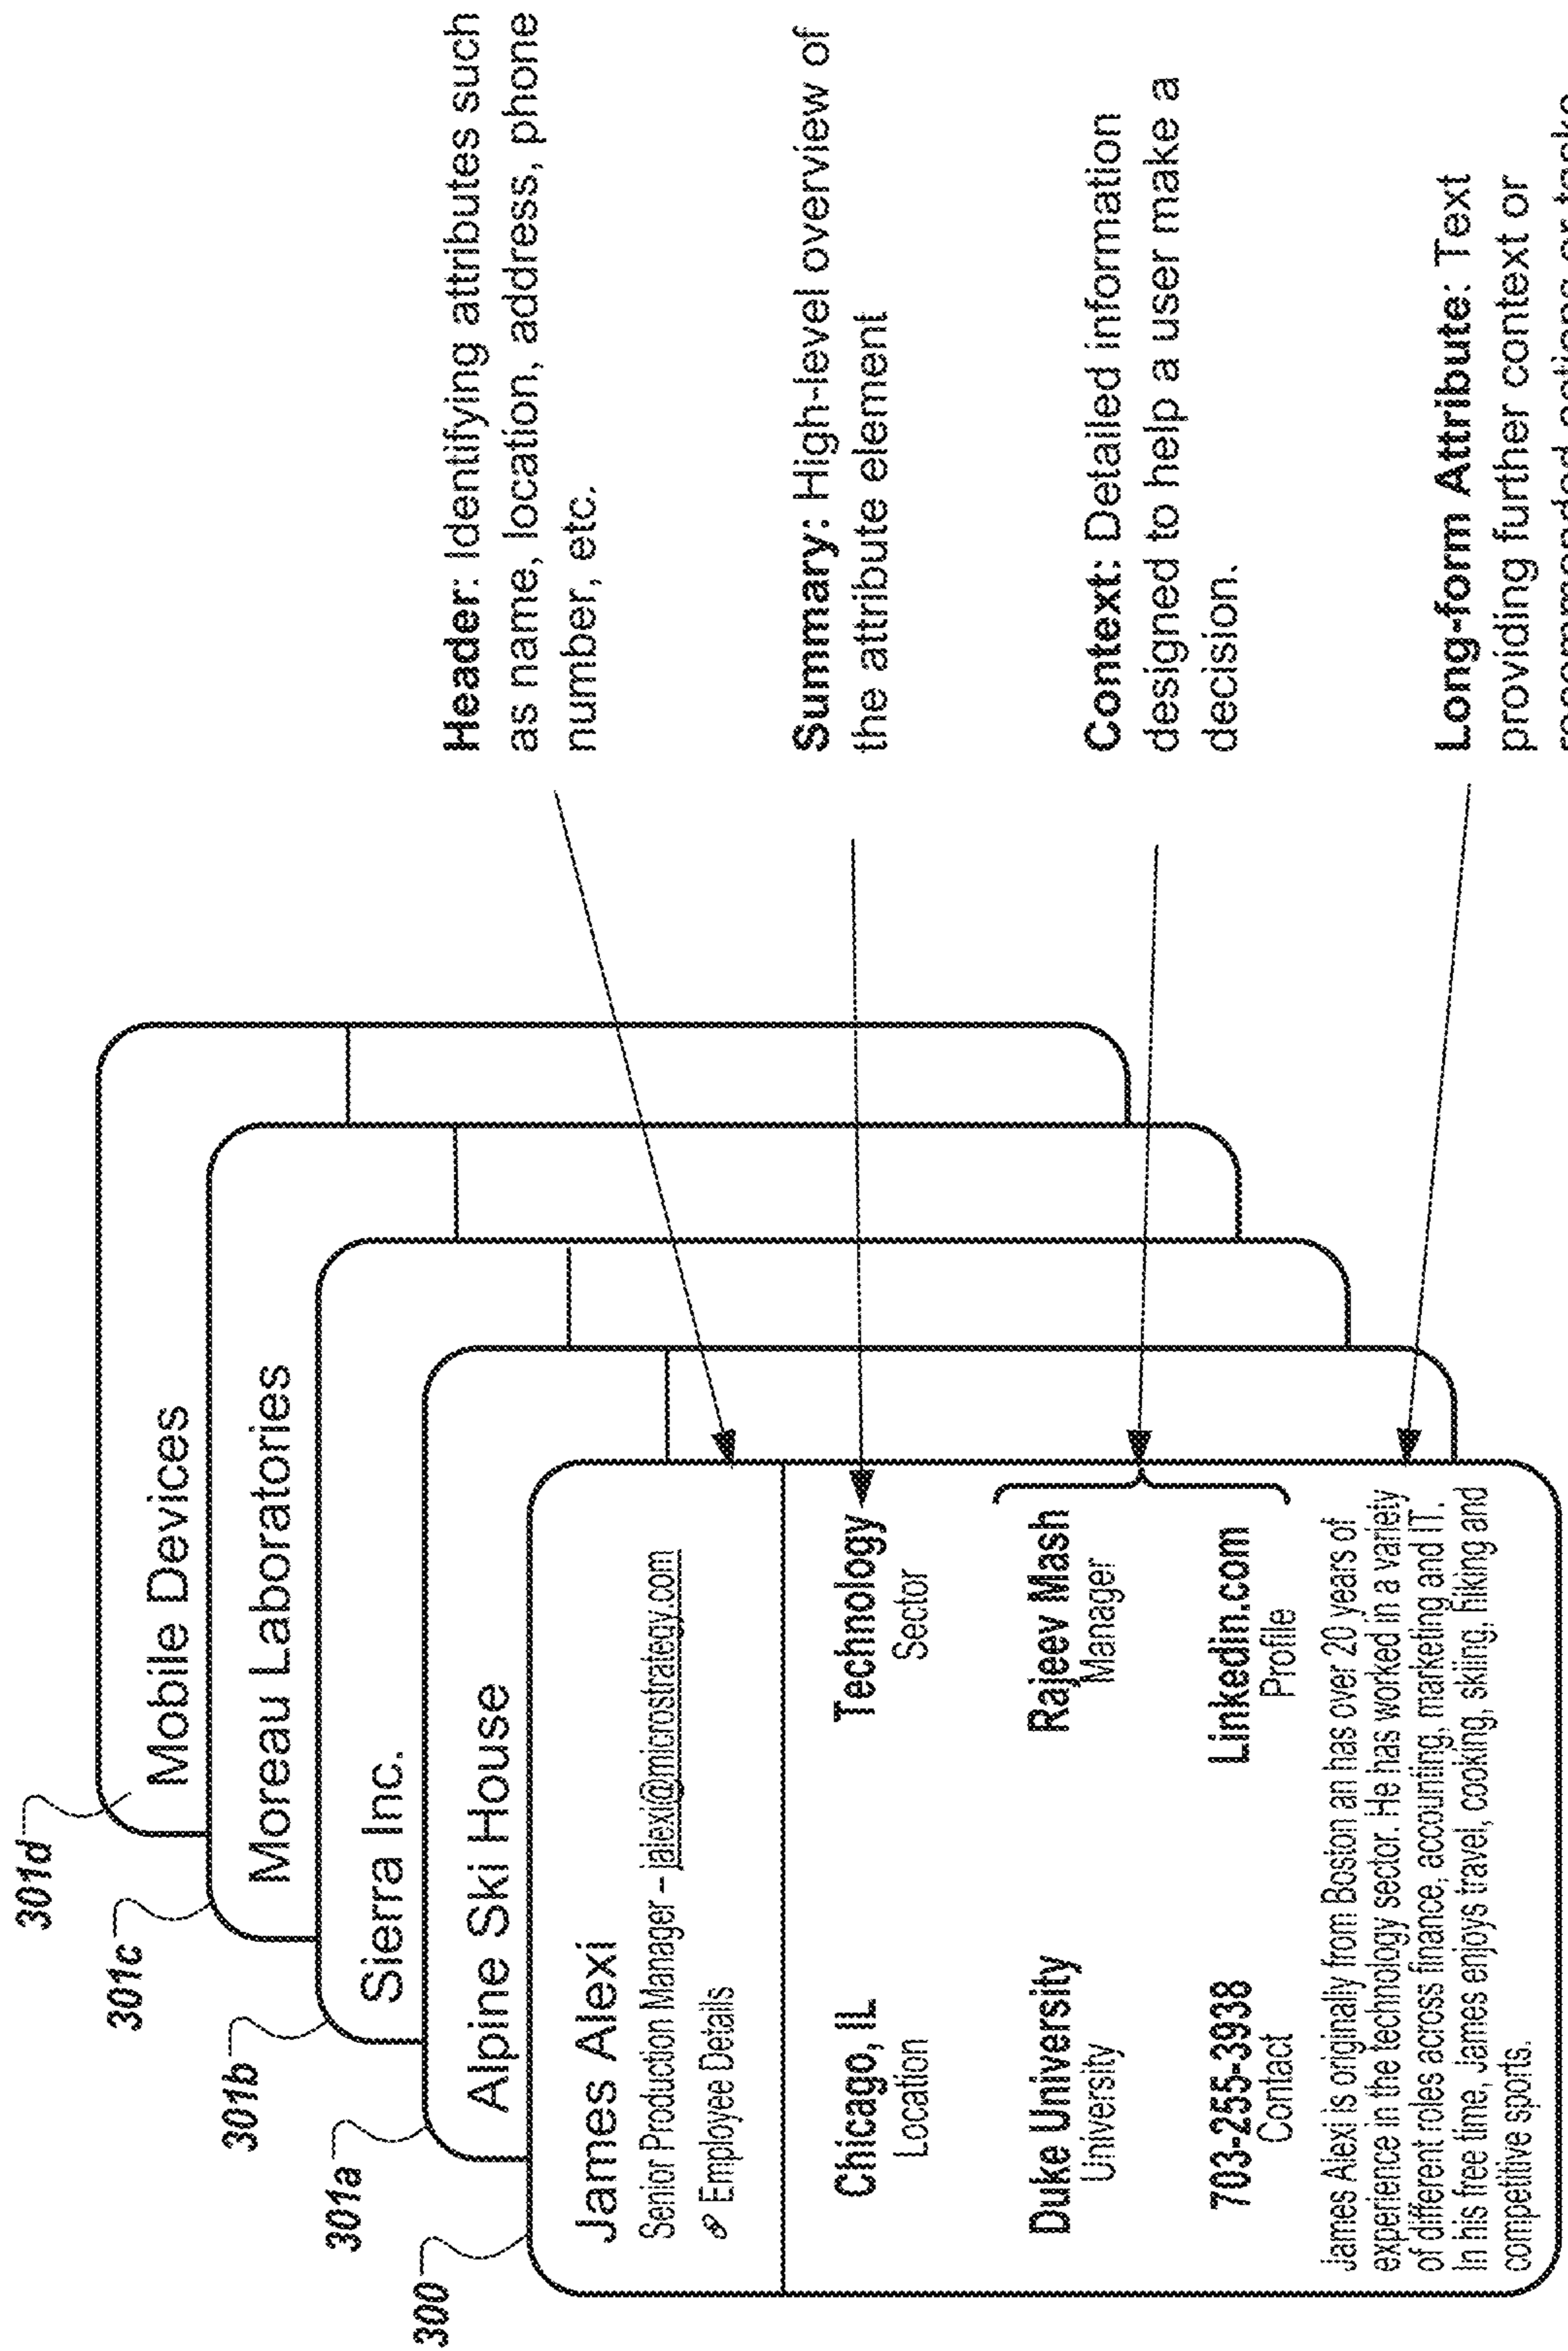 301d
301c
301b
301a
300
Mobile Devices
Moreau Laboratories
Sierra Inc.
Alpine Ski House
James Alexi
Senior Production Manager – jalexi@microstrategy.com
Employee Details
Chicago, IL
Location
Technology
Sector
Duke University
University
Rajeev Mash
Manager
703-255-3938
Contact
Linkedin.com
Profile
James Alexi is originally from Boston an has over 20 years of
experience in the technology sector. He has worked in a variety
of different roles across finance, accounting, marketing and IT.
In his free time, James enjoys travel, cooking, skiing, hiking and
competitive sports.
Header: Identifying attributes such
as name, location, address, phone
number, etc.
Summary: High-level overview of
the attribute element
Context: Detailed information
designed to help a user make a
decision.
Long-form Attribute: Text
providing further context or
recommended actions or tasks